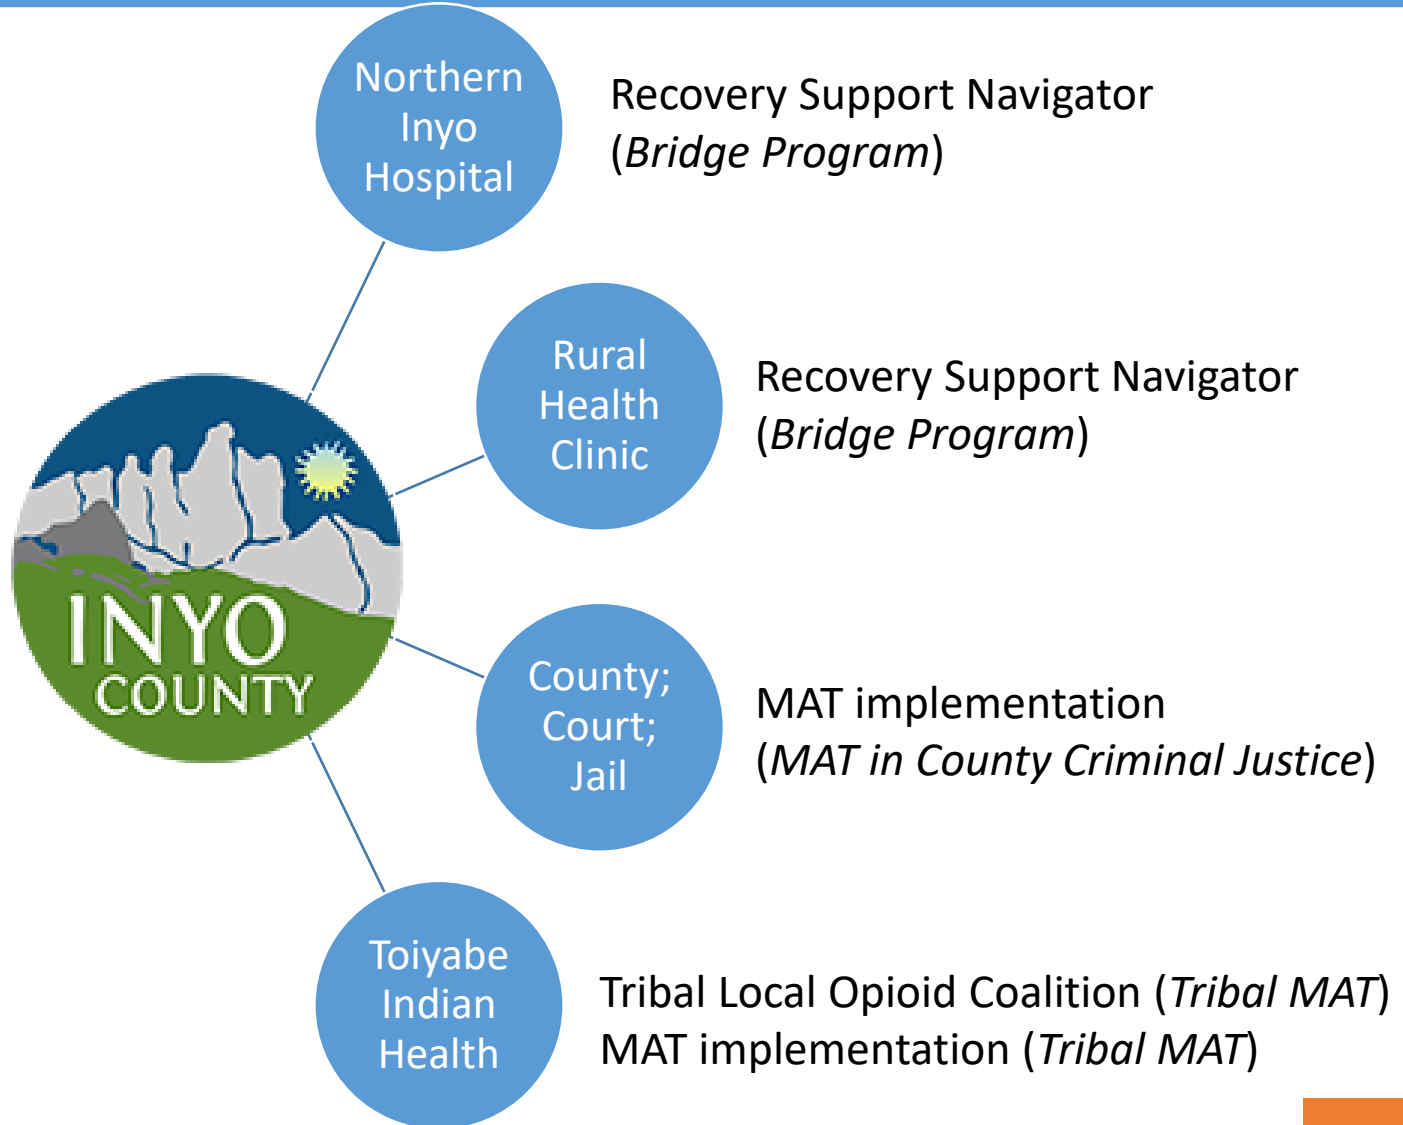 Northern
Inyo
Hospital
Recovery Support Navigator
(Bridge Program)
Rural
Health
Clinic
Recovery Support Navigator
(Bridge Program)
INYO
COUNTY
County;
Court;
Jail
MAT implementation
(MAT in County Criminal Justice)
Toiyabe
Indian
Health
Tribal Local Opioid Coalition (Tribal MAT)
MAT implementation (Tribal MAT)